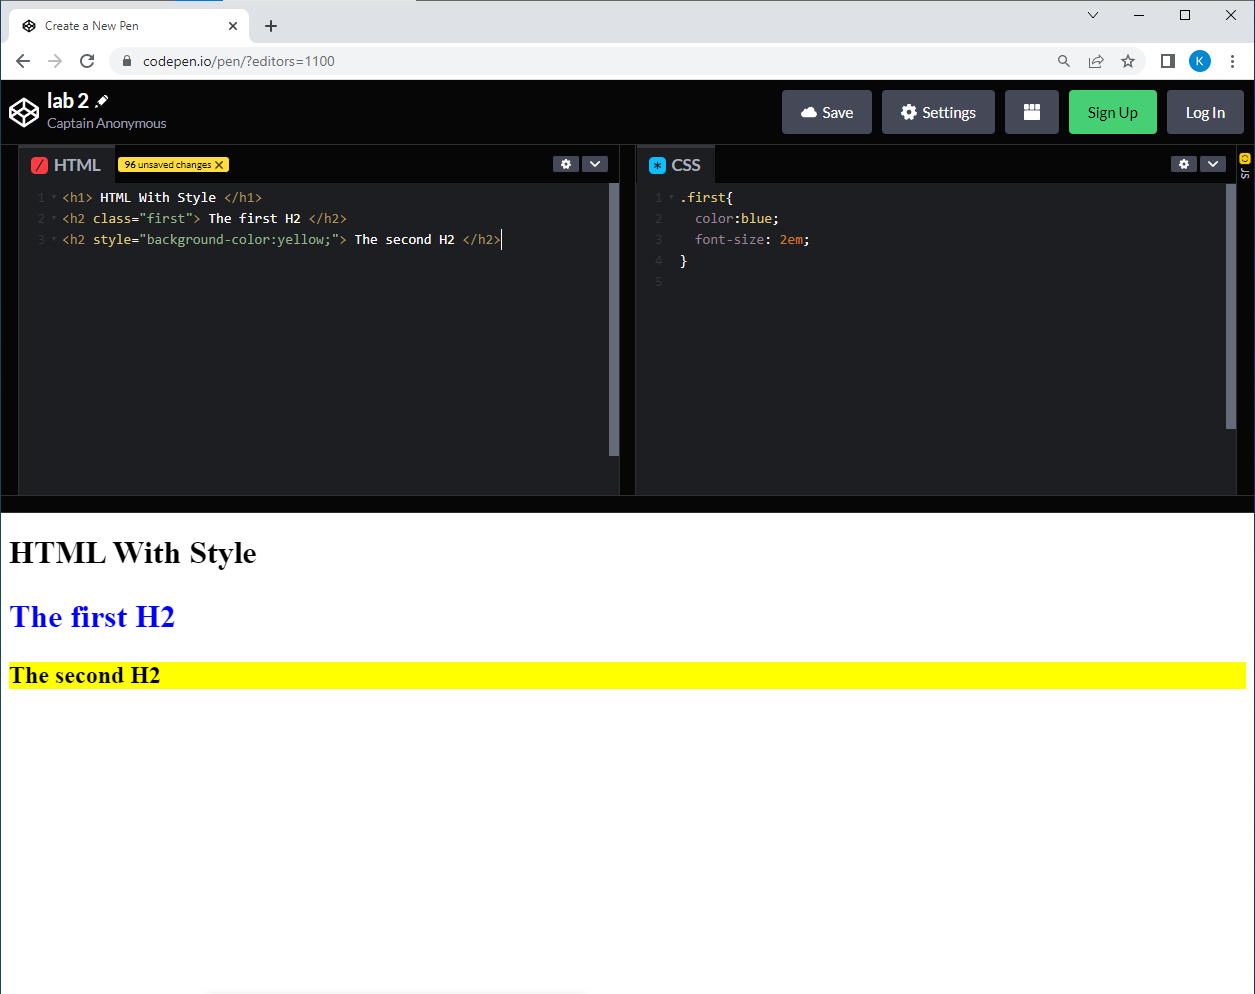 Create a New Pen
codepen.io/pen/?editors=1100
K
lab 2
Captain Anonymous
Save
Settings
Sign Up
Log In
HTML
96 unsaved changes
1 <h1> HTML With Style </h1>
2 <h2 class="first"> The first H2 </h2>
3 <h2 style="background-color:yellow;"> The second H2 </h2>
CSS
1 .first{
2 color:blue;
3 font-size: 2em;
4 }
5
JS
HTML With Style
The first H2
The second H2